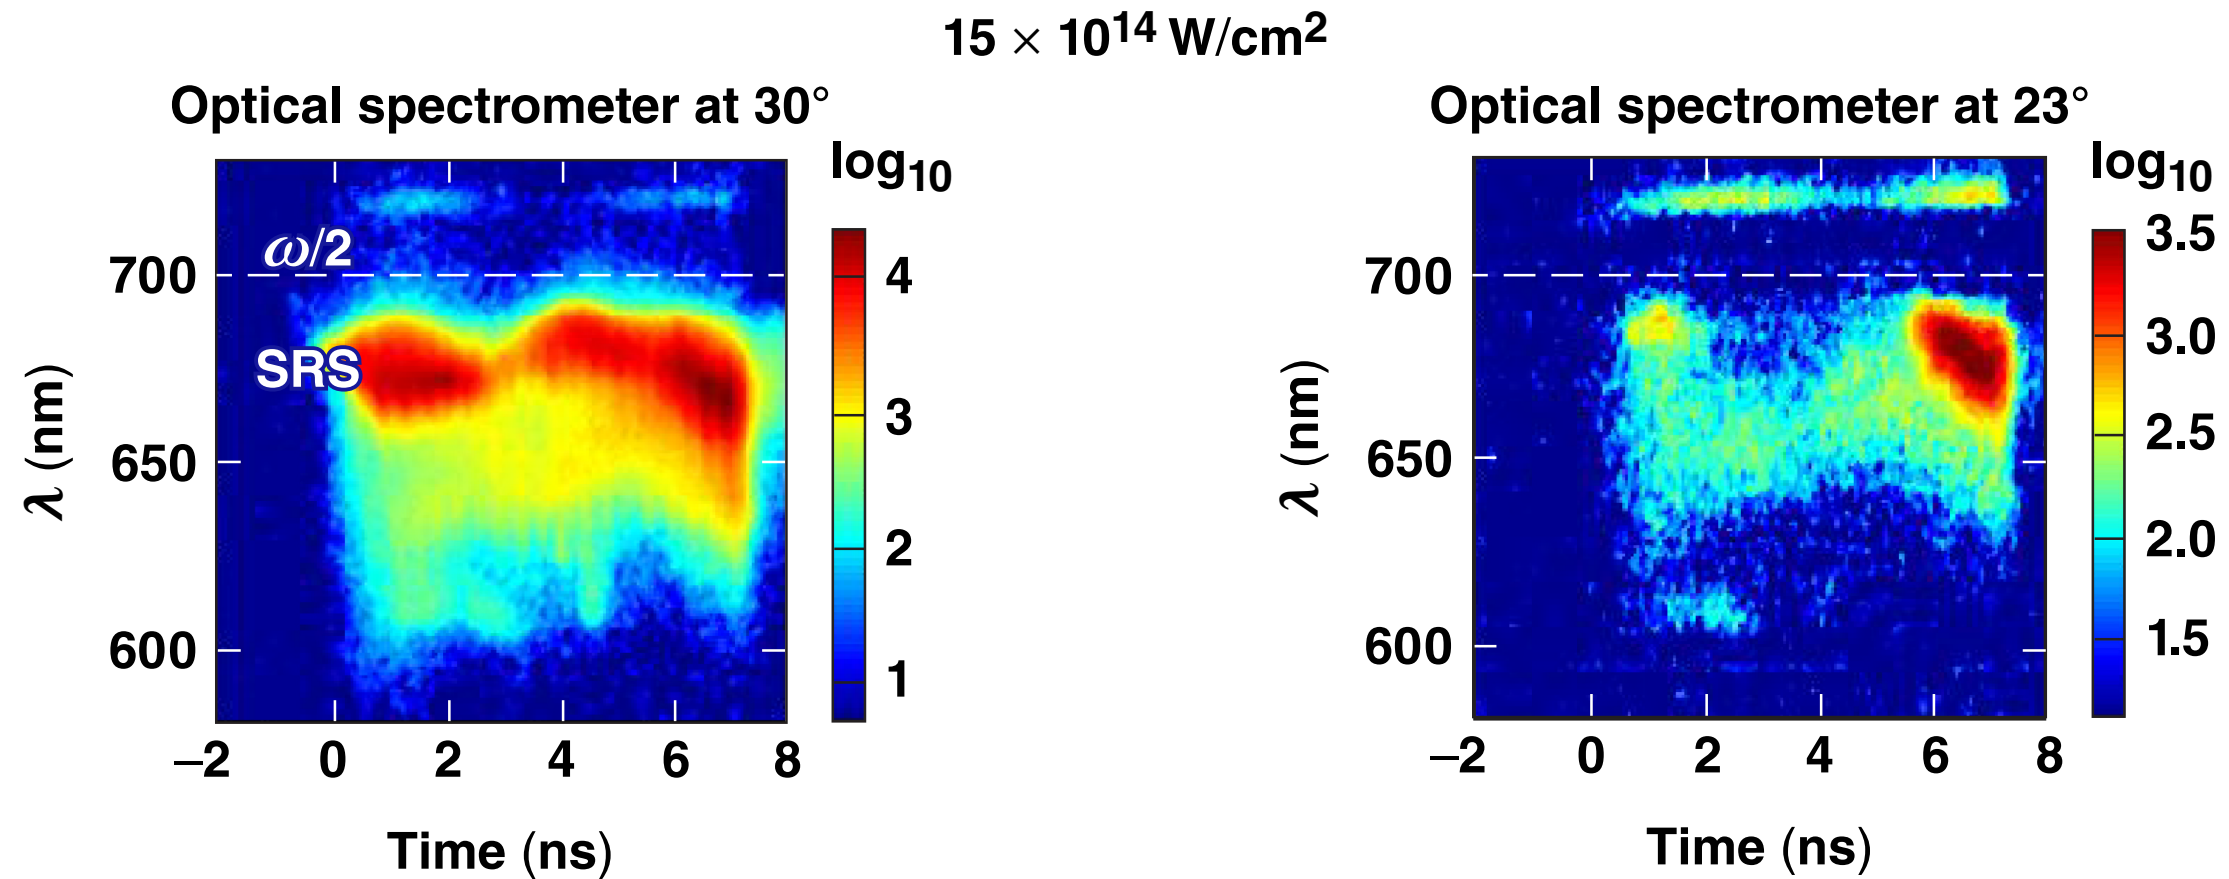 15 × 10¹⁴ W/cm²
Optical spectrometer at 30°
log₁₀
ω/2
SRS
700
650
600
λ (nm)
–2 0 2 4 6 8
Time (ns)
4
3
2
1
Optical spectrometer at 23°
log₁₀
700
650
600
λ (nm)
–2 0 2 4 6 8
Time (ns)
3.5
3.0
2.5
2.0
1.5